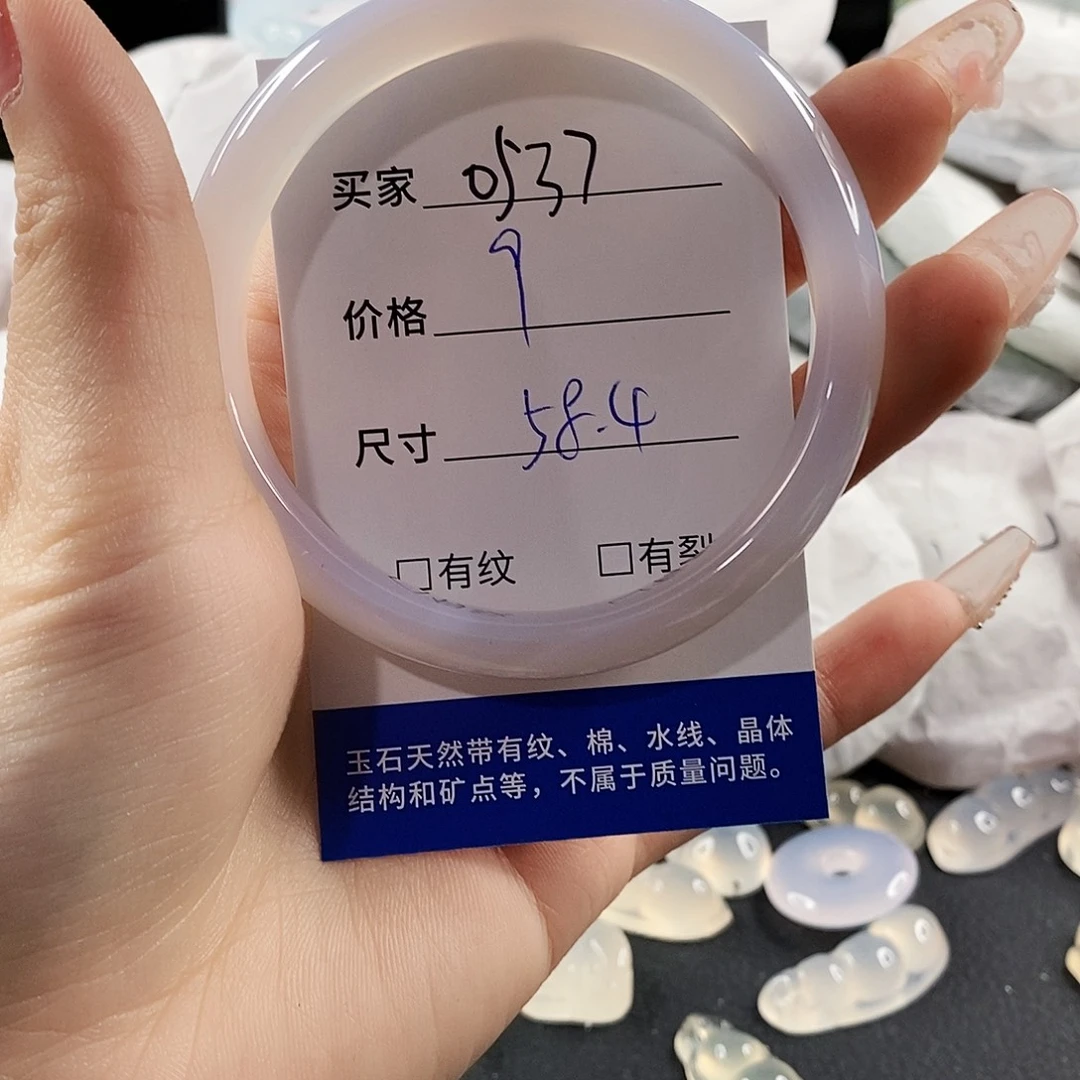 买家 0537
价格 9
尺寸 58.4
□有纹 □有裂
玉石天然带有纹、棉、水线、晶体
结构和矿点等，不属于质量问题。